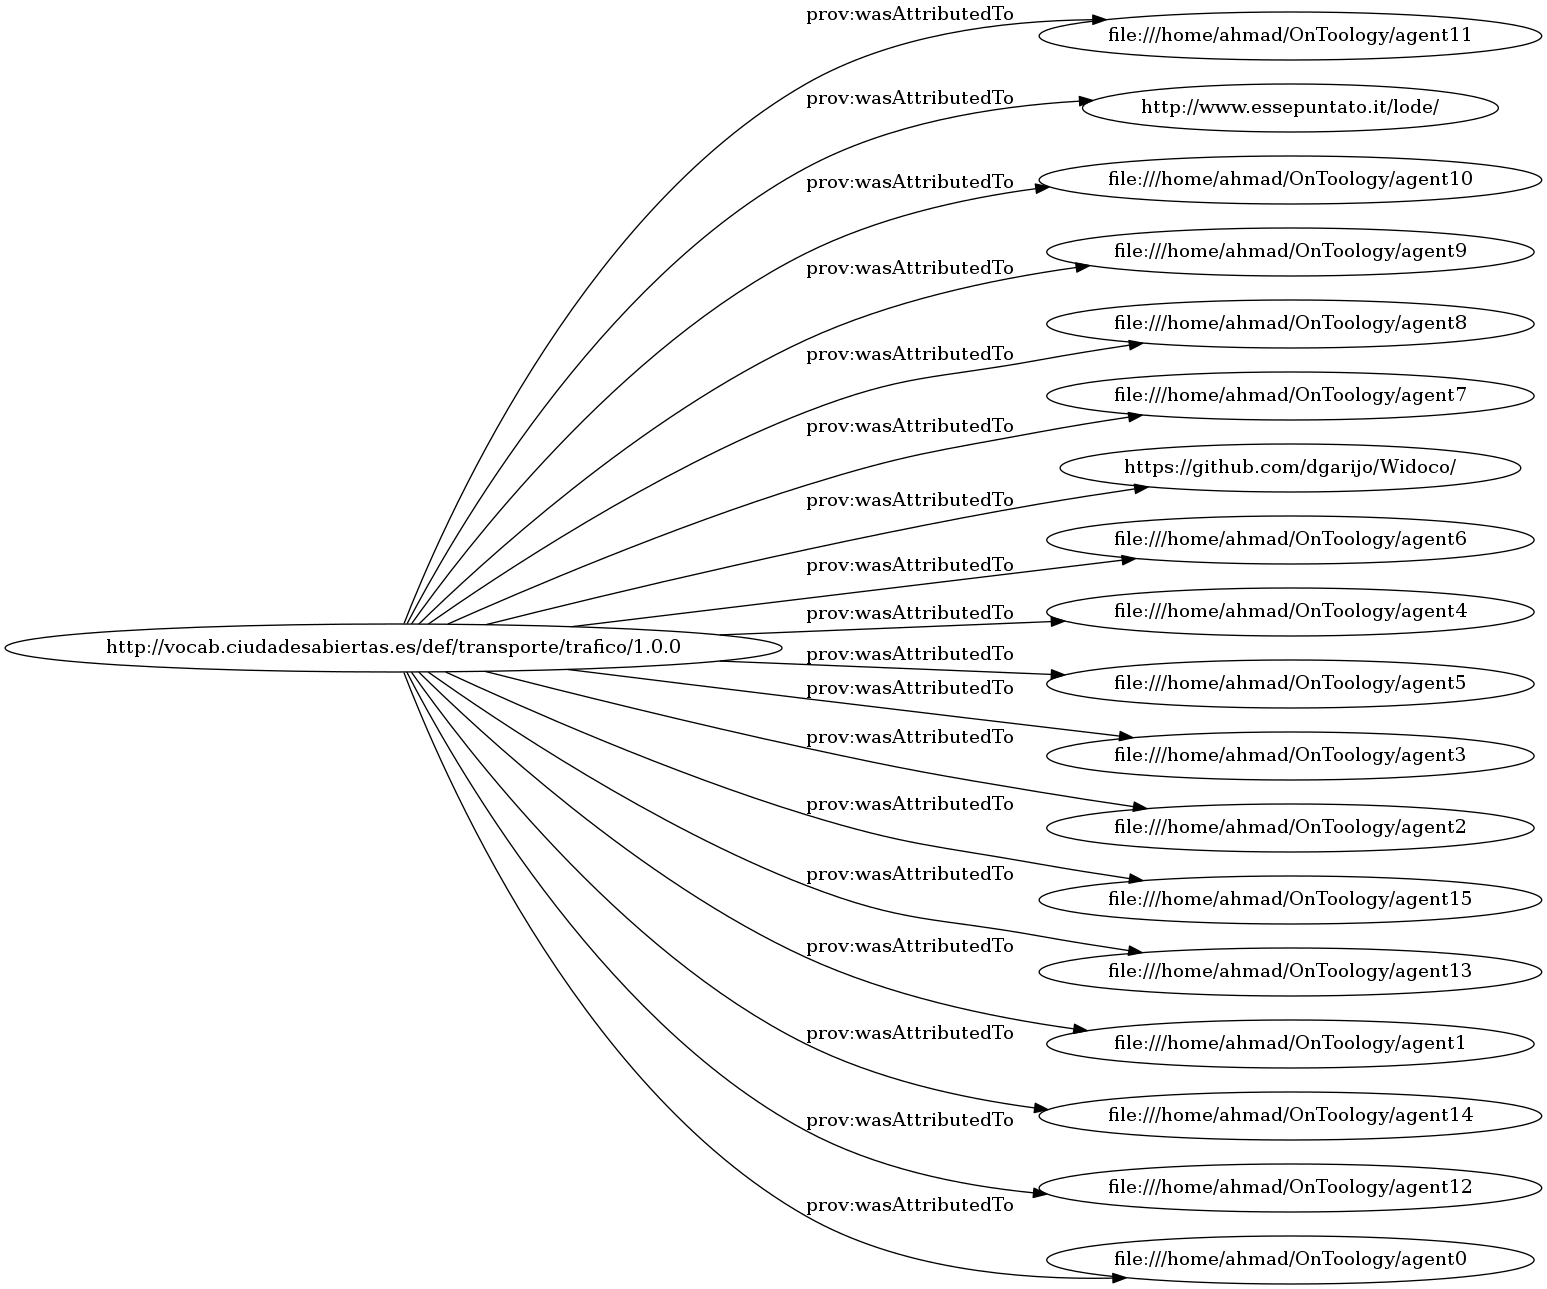 prov:wasAttributedTo
file:///home/ahmad/OnToology/agent11
prov:wasAttributedTo
http://www.essepuntato.it/lode/
prov:wasAttributedTo
file:///home/ahmad/OnToology/agent10
prov:wasAttributedTo
file:///home/ahmad/OnToology/agent9
prov:wasAttributedTo
file:///home/ahmad/OnToology/agent8
prov:wasAttributedTo
file:///home/ahmad/OnToology/agent7
prov:wasAttributedTo
https://github.com/dgarijo/Widoco/
prov:wasAttributedTo
file:///home/ahmad/OnToology/agent6
prov:wasAttributedTo
file:///home/ahmad/OnToology/agent4
http://vocab.ciudadesabiertas.es/def/transporte/trafico/1.0.0
prov:wasAttributedTo
file:///home/ahmad/OnToology/agent5
prov:wasAttributedTo
file:///home/ahmad/OnToology/agent3
prov:wasAttributedTo
file:///home/ahmad/OnToology/agent2
prov:wasAttributedTo
file:///home/ahmad/OnToology/agent15
prov:wasAttributedTo
file:///home/ahmad/OnToology/agent13
prov:wasAttributedTo
file:///home/ahmad/OnToology/agent1
prov:wasAttributedTo
file:///home/ahmad/OnToology/agent14
prov:wasAttributedTo
file:///home/ahmad/OnToology/agent12
prov:wasAttributedTo
file:///home/ahmad/OnToology/agent0